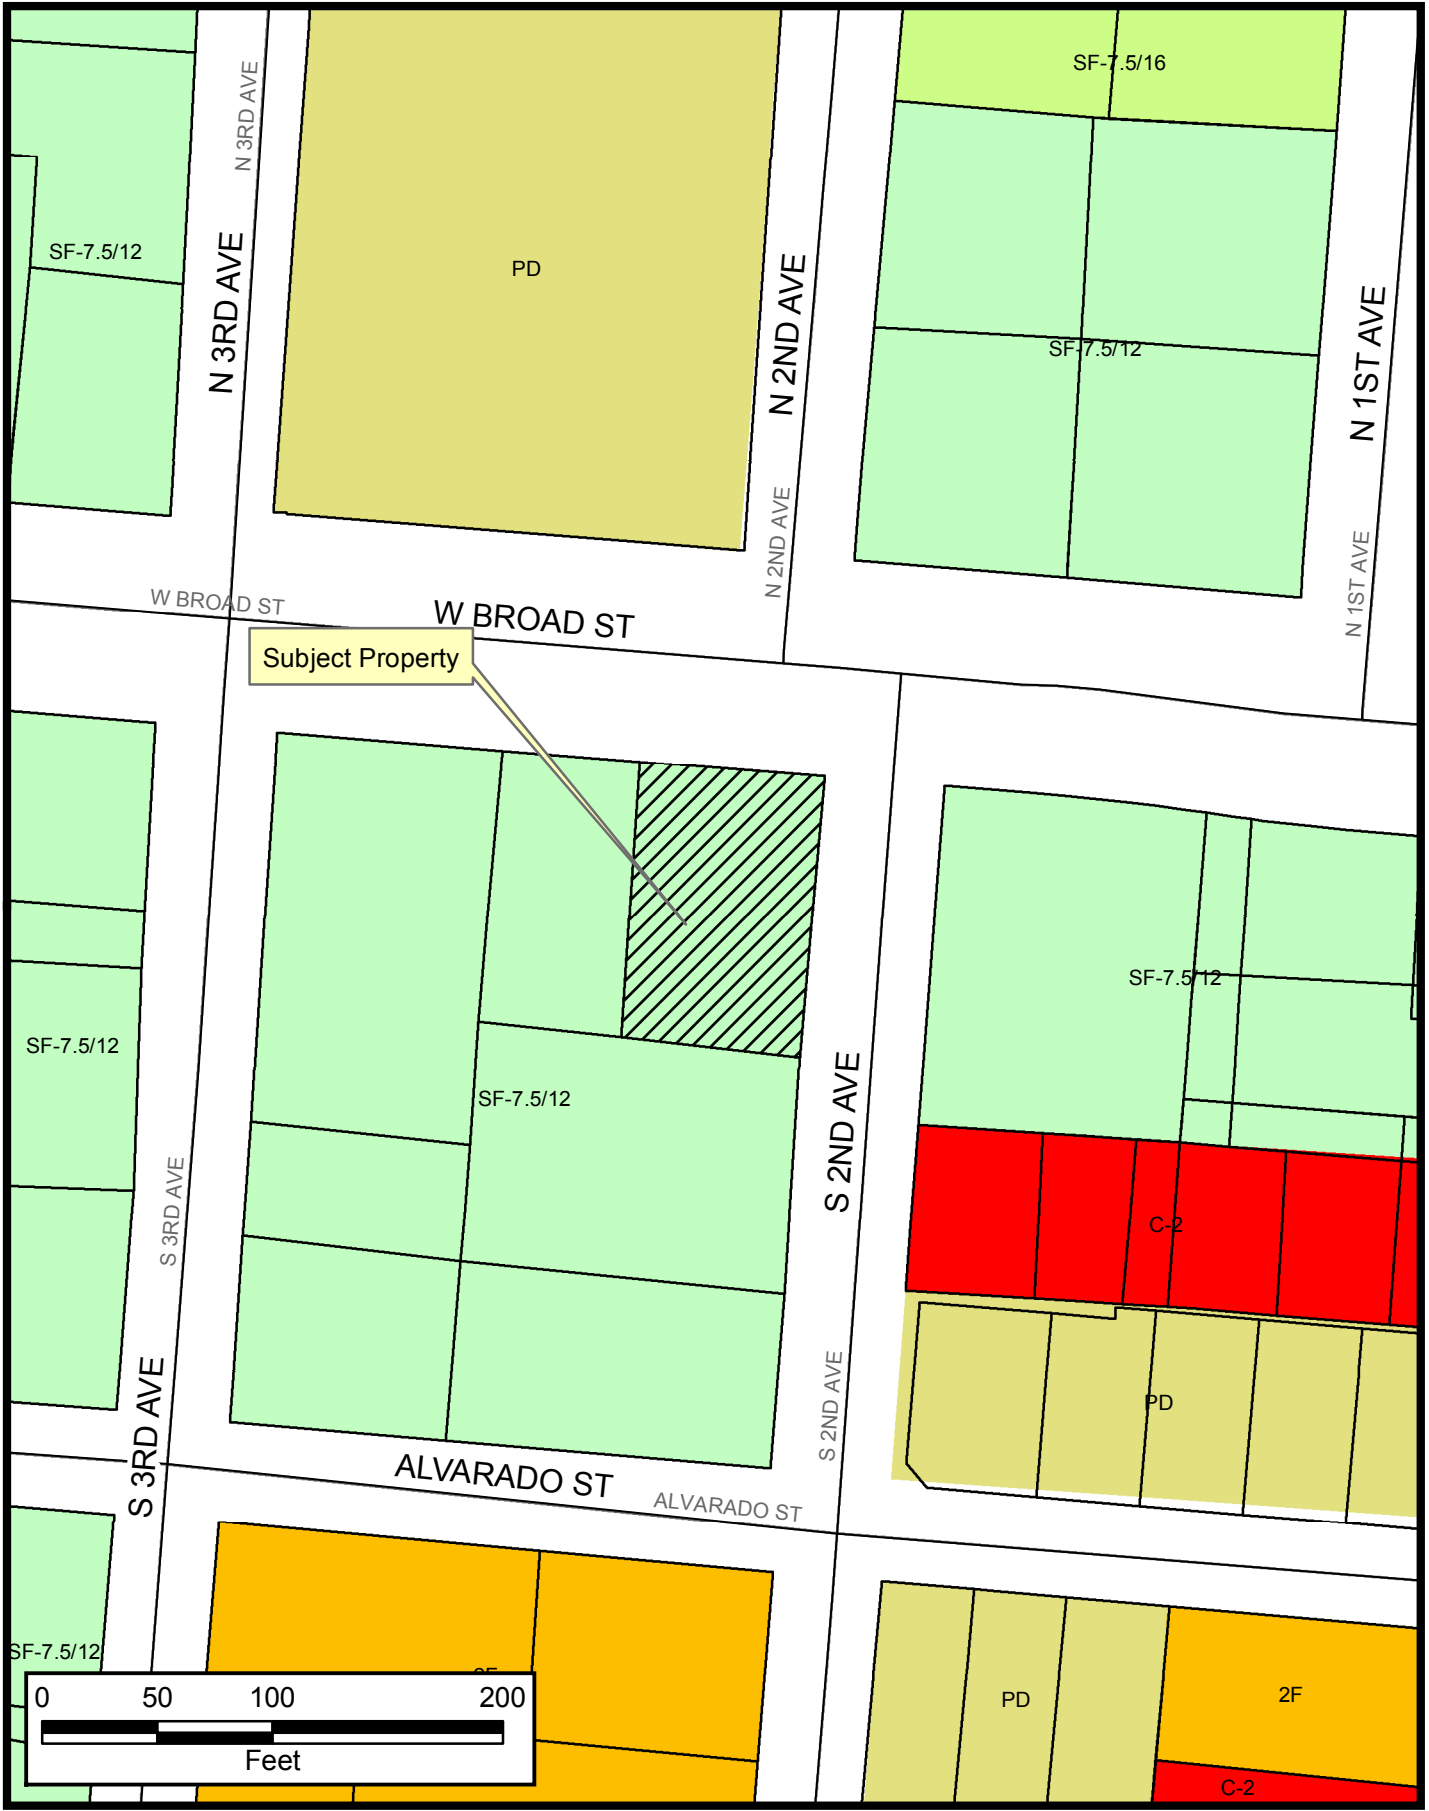 SF-7.5/16
N 3RD AVE
SF-7.5/12
PD
N 3RD AVE
N 2ND AVE
SF-7.5/12
N 1ST AVE
N 2ND AVE
N 1ST AVE
W BROAD ST
W BROAD ST
Subject Property
SF-7.5/12
SF-7.5/12
SF-7.5/12
S 2ND AVE
S 3RD AVE
C-2
S 2ND AVE
PD
S 3RD AVE
ALVARADO ST
ALVARADO ST
SF-7.5/12
2F
PD
0 50 100 200
Feet
C-2